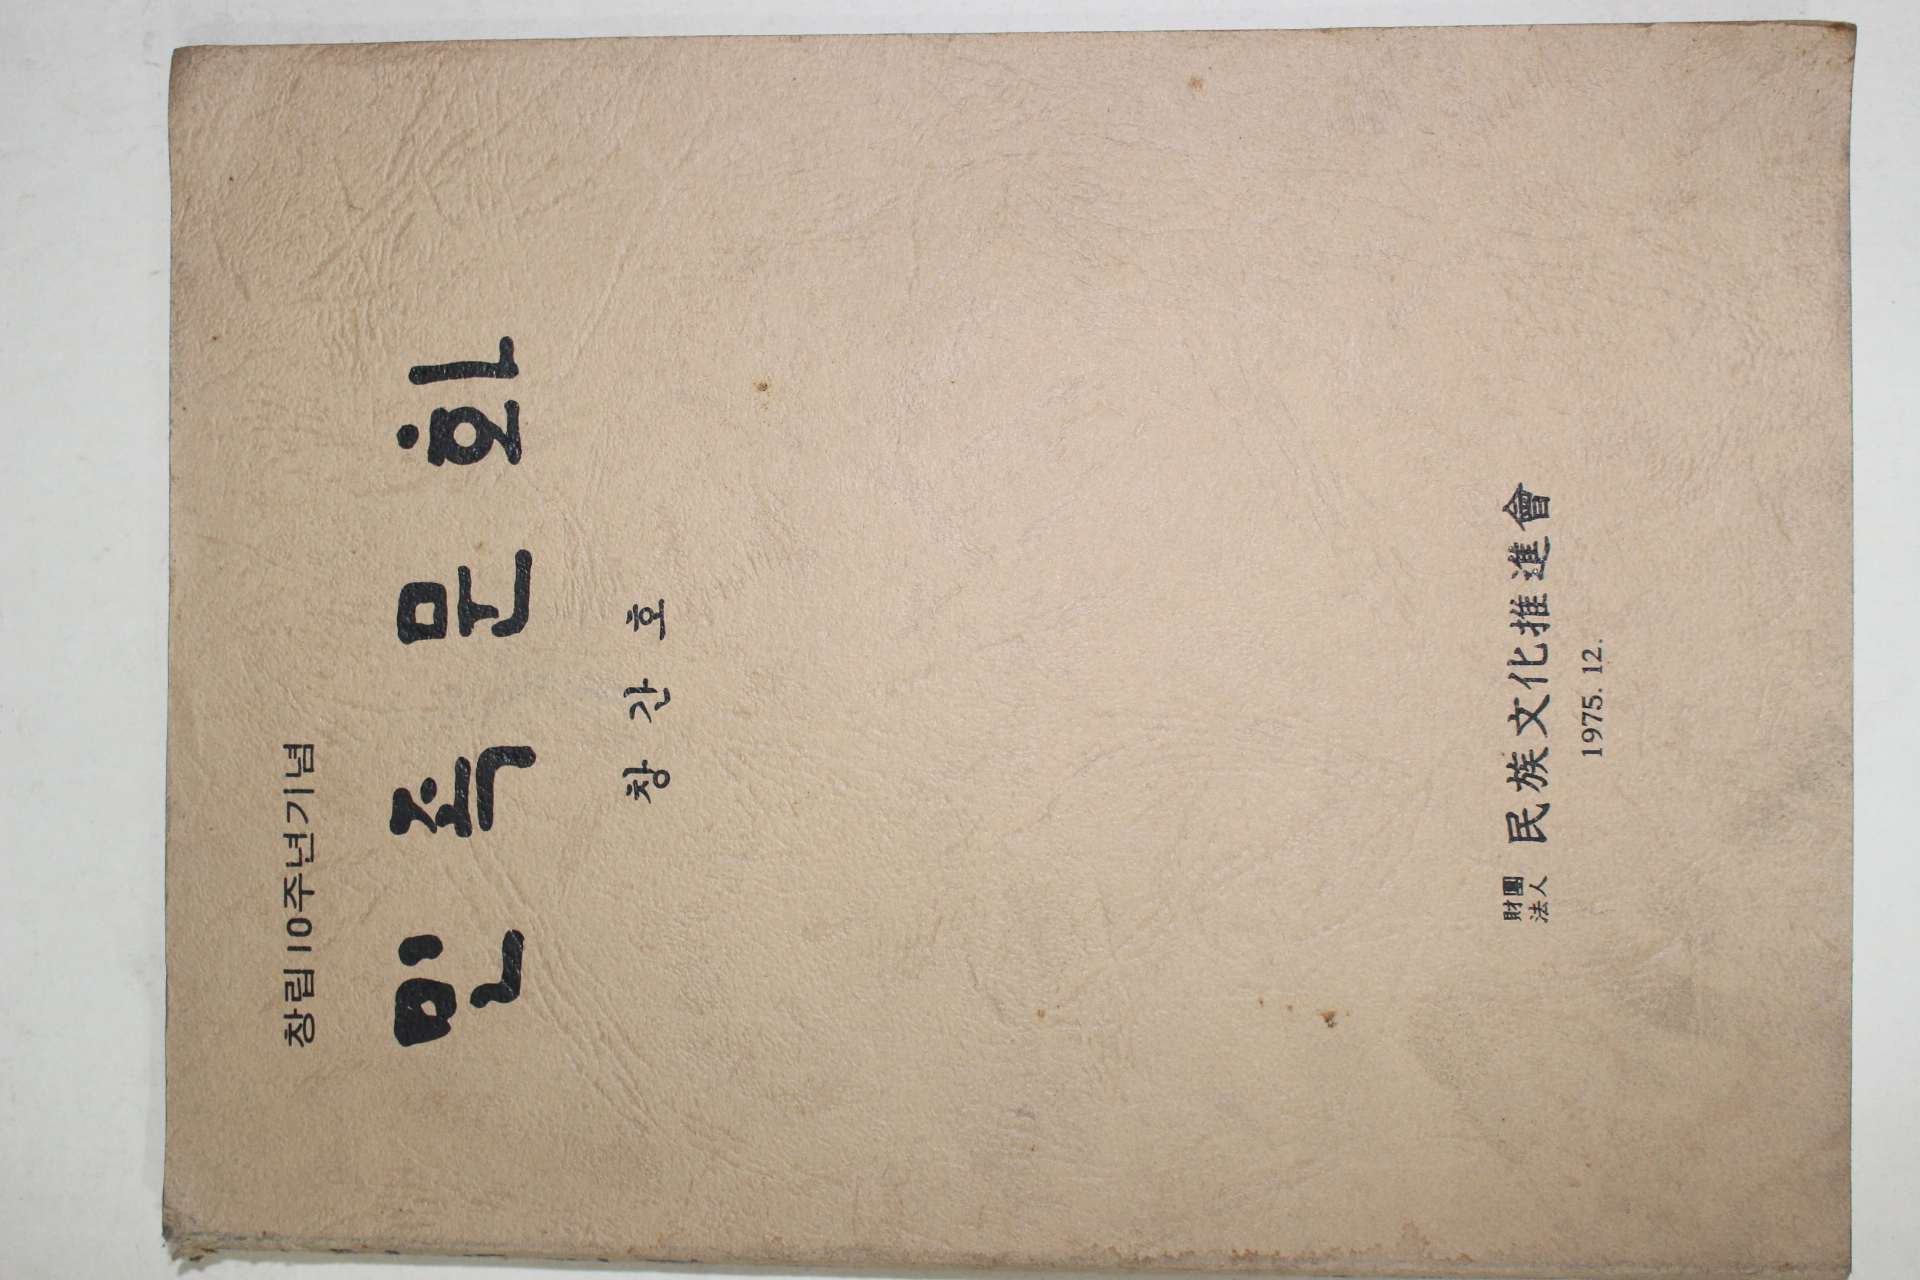 창립10주년기념
민족문화
창간호
財團
法人 民族文化推進會
1975. 12.